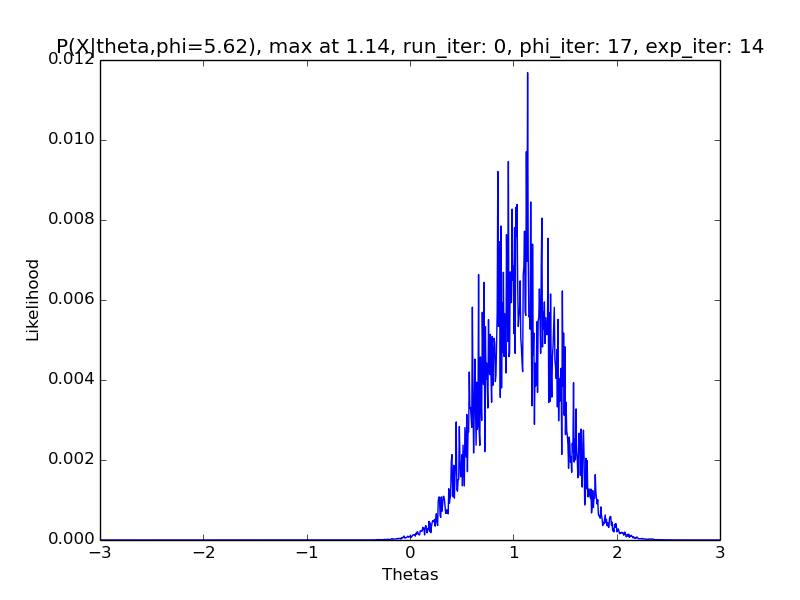 P(X|theta,phi=5.62), max at 1.14, run_iter: 0, phi_iter: 17, exp_iter: 14
0.012
0.010
0.008
0.006
0.004
0.002
0.000
Likelihood
−3 −2 −1 0 1 2 3
Thetas